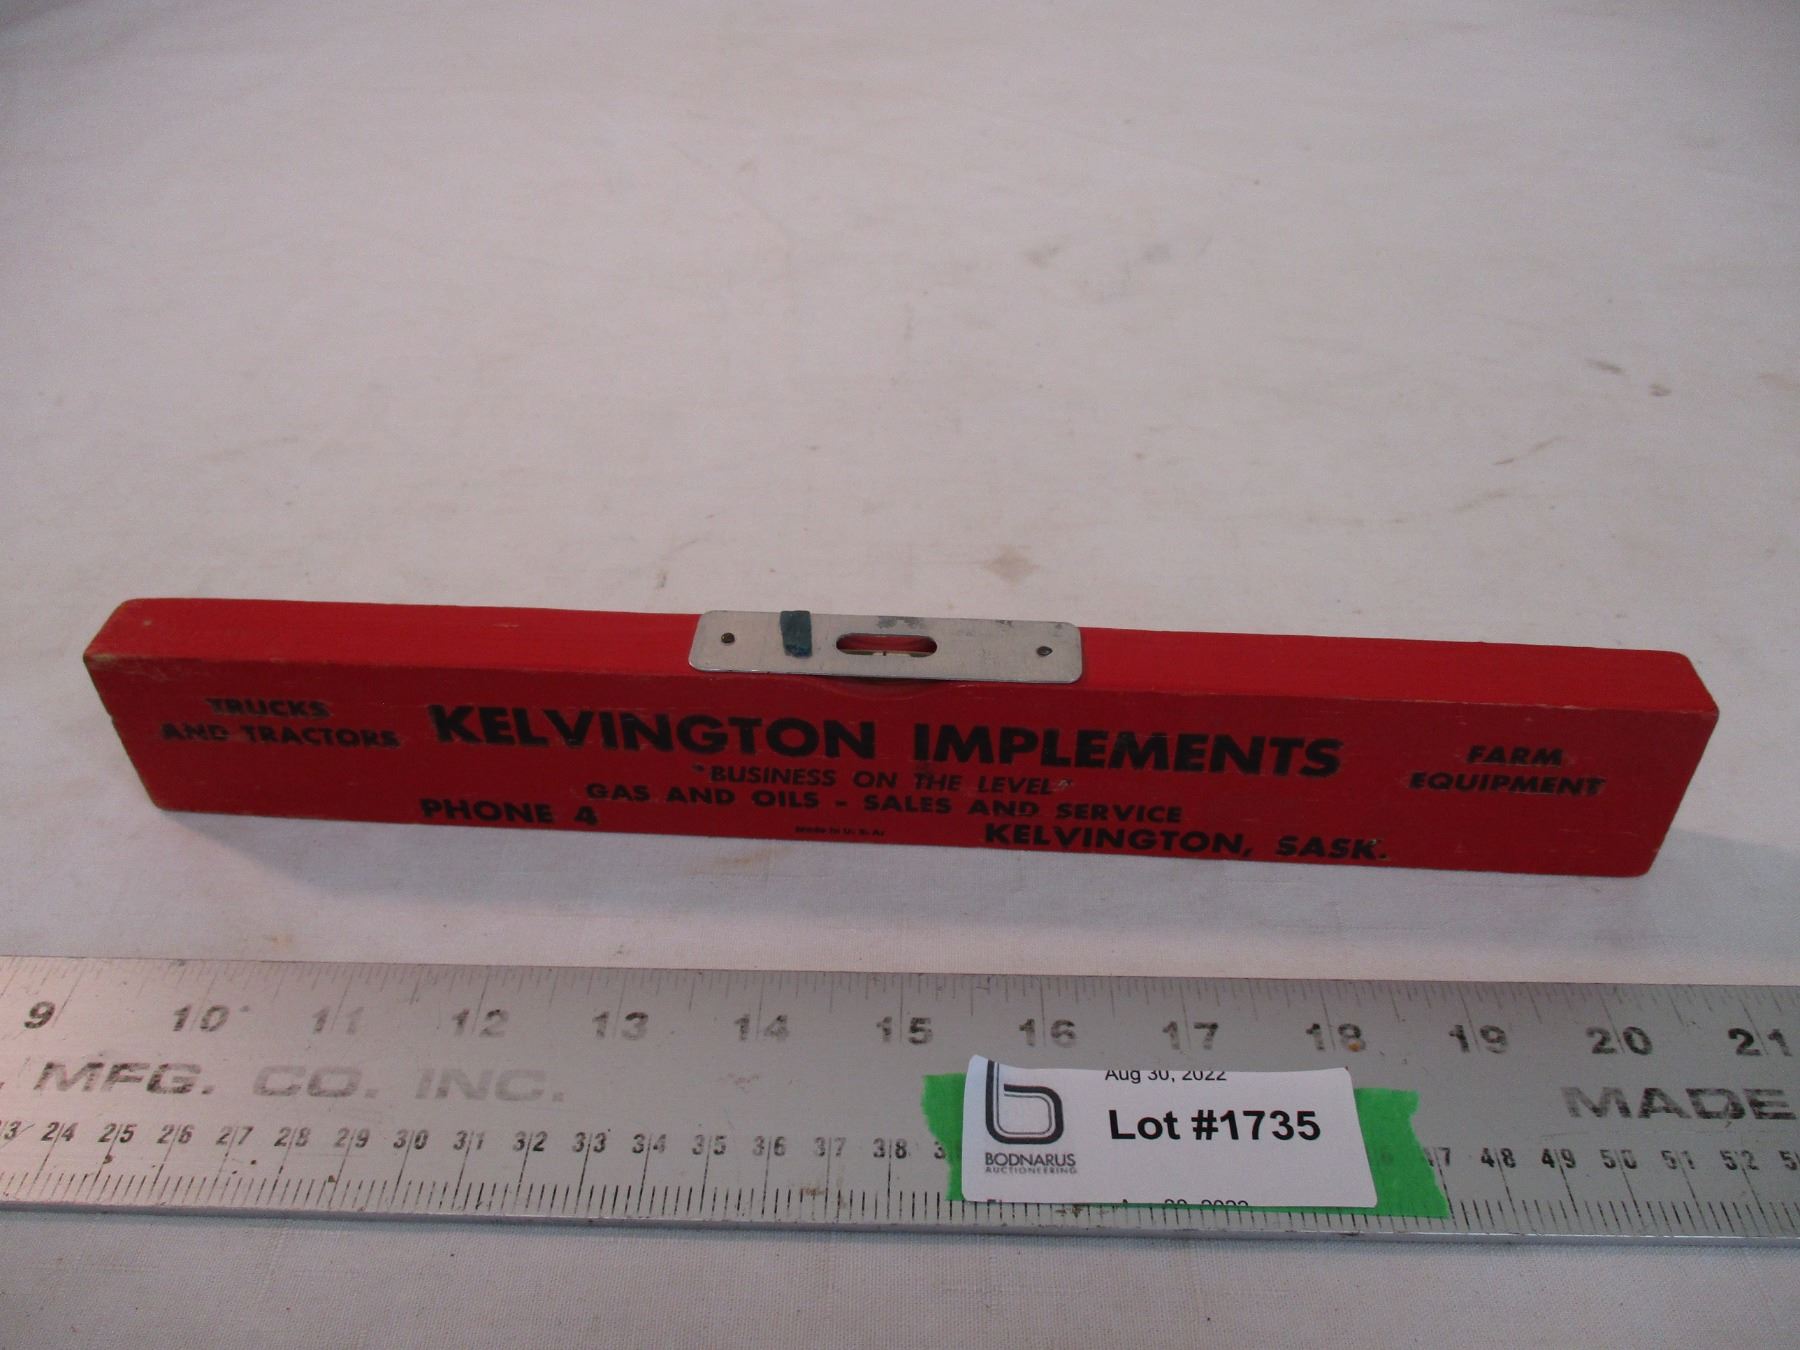 TRUCKS
AND TRACTORS
KELVINGTON IMPLEMENTS
"BUSINESS ON THE LEVEL"
GAS AND OILS - SALES AND SERVICE
PHONE 4
Made in U. S. A.
KELVINGTON, SASK.
FARM
EQUIPMENT
9 10 11 12 13 14 15 16 17 18 19 20 21
MFG. CO. INC.
MADE
24 25 26 27 28 29 30 31 32 33 34 35 36 37 38
48 49 50 51 52
Aug 30, 2022
Lot #1735
BODNARUS
AUCTIONEERING